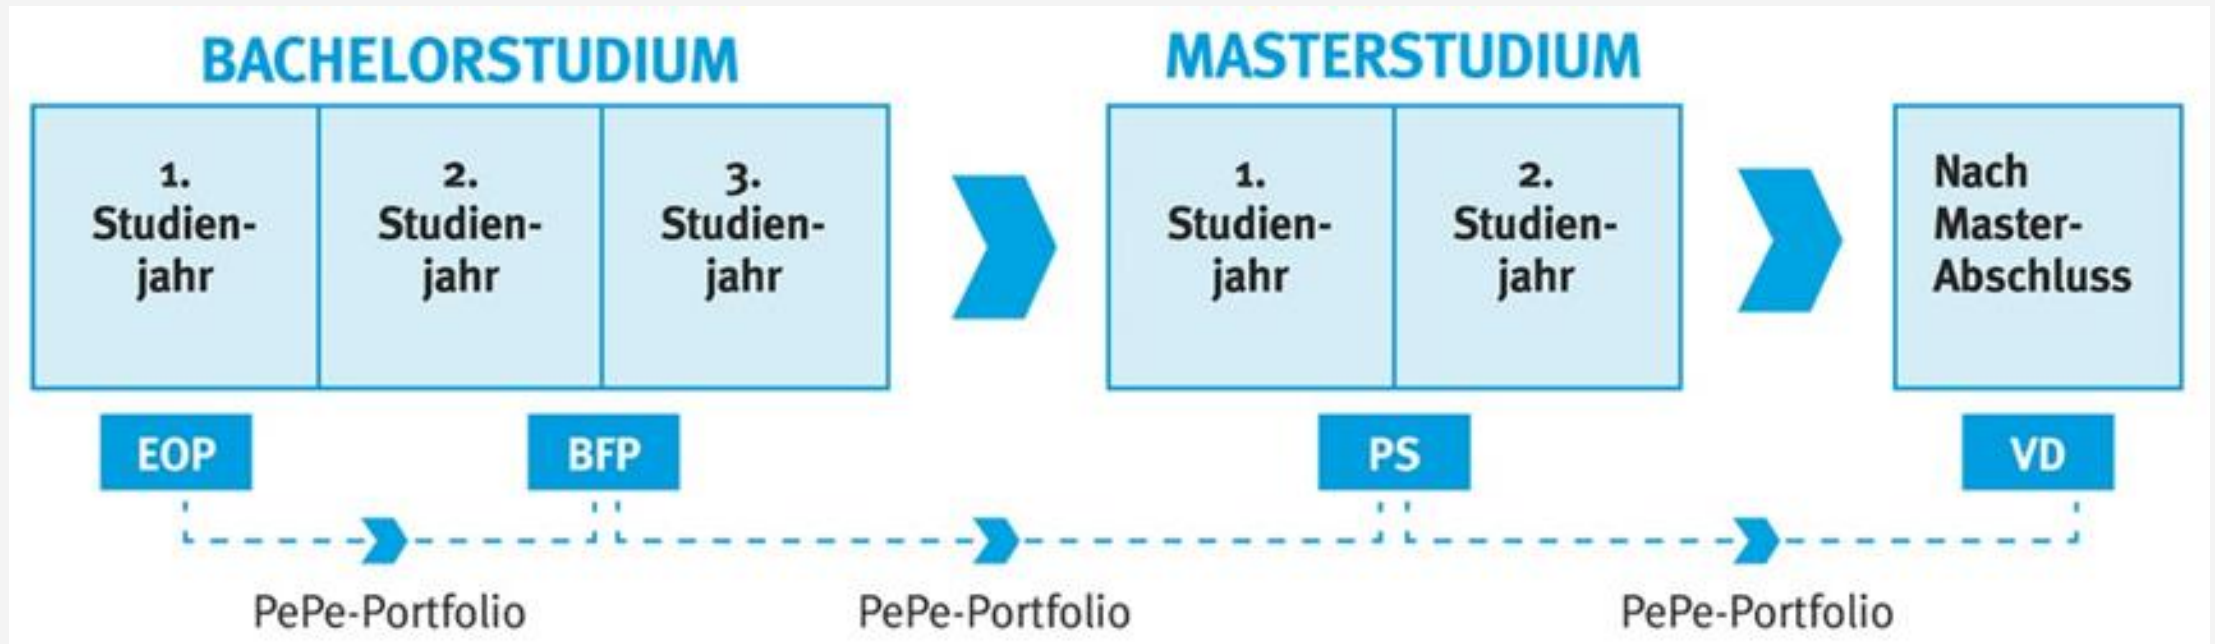 BACHELORSTUDIUM
MASTERSTUDIUM
1.
Studien-
jahr
2.
Studien-
jahr
3.
Studien-
jahr
1.
Studien-
jahr
2.
Studien-
jahr
Nach
Master-
Abschluss
EOP
BFP
PS
VD
PePe-Portfolio
PePe-Portfolio
PePe-Portfolio